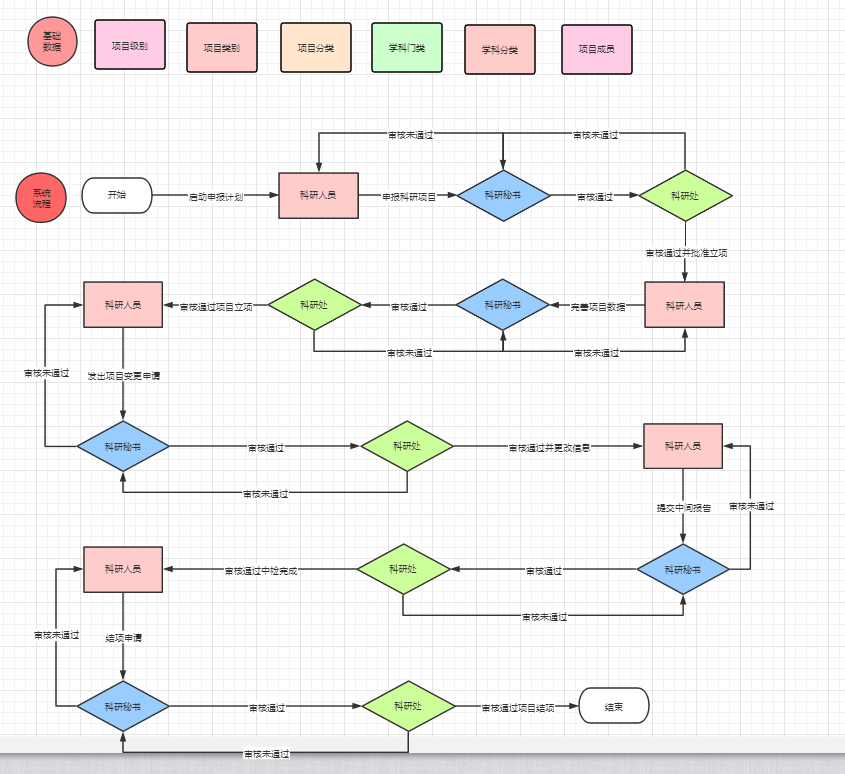 基础
数据
项目级别
项目类别
项目分类
学科门类
学科分类
项目成员
审核未通过
审核未通过
系统
流程
开始
启动申报计划
科研人员
申报科研项目
科研秘书
审核通过
科研处
审核通过并批准立项
科研人员
审核通过项目立项
科研处
审核通过
科研秘书
完善项目数据
科研人员
审核未通过
审核未通过
审核未通过
发出项目变更申请
科研秘书
审核通过
科研处
审核通过并更改信息
科研人员
审核未通过
提交中间报告
审核未通过
科研人员
审核通过中检完成
科研处
审核通过
科研秘书
审核未通过
审核未通过
结项申请
科研秘书
审核通过
科研处
审核通过项目结项
结束
审核未通过